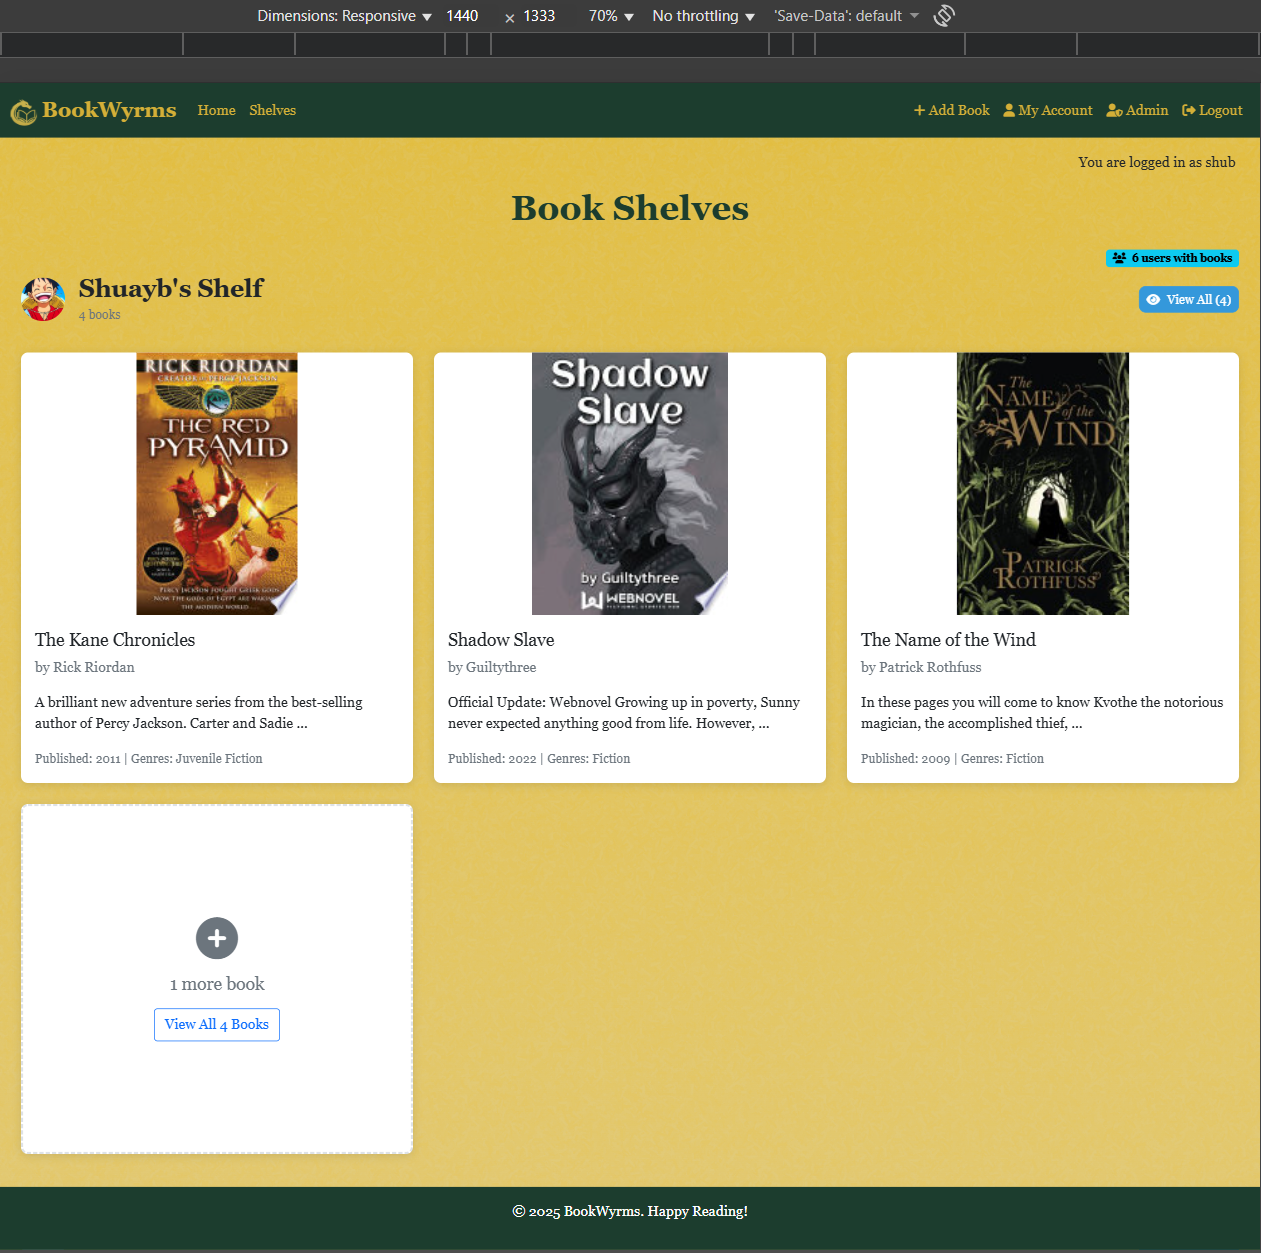 Dimensions: Responsive ▼ 1440 × 1333 70% ▼ No throttling ▼ 'Save-Data': default ▼
BookWyrms Home Shelves + Add Book My Account Admin Logout
You are logged in as shub
Book Shelves
6 users with books
Shuayb's Shelf
4 books
View All (4)
RICK RIORDAN
CREATOR of PERCY JACKSON
THE RED
PYRAMID
PERCY JACKSON FOUGHT GREEK GODS
NOW THE GODS OF EGYPT ARE WAKING
THE MODERN WORLD...
Shadow
Slave
by Guiltythree
WEBNOVEL
The
NAME
of the
WIND
PATRICK
ROTHFUSS
The Kane Chronicles
by Rick Riordan
A brilliant new adventure series from the best-selling
author of Percy Jackson. Carter and Sadie ...
Published: 2011 | Genres: Juvenile Fiction
Shadow Slave
by Guiltythree
Official Update: Webnovel Growing up in poverty, Sunny
never expected anything good from life. However, ...
Published: 2022 | Genres: Fiction
The Name of the Wind
by Patrick Rothfuss
In these pages you will come to know Kvothe the notorious
magician, the accomplished thief, ...
Published: 2009 | Genres: Fiction
1 more book
View All 4 Books
© 2025 BookWyrms. Happy Reading!